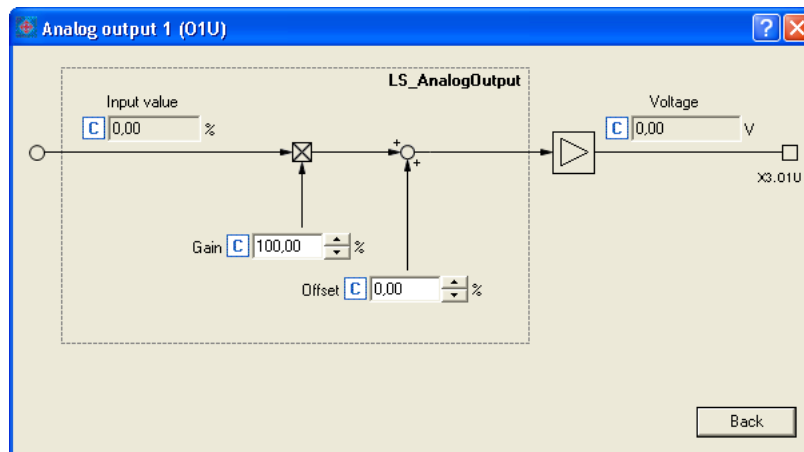 Analog output 1 (O1U)
LS_AnalogOutput
Input value
C 0,00 %
Voltage
C 0,00 V
X3.O1U
Gain C 100,00 %
Offset C 0,00 %
Back